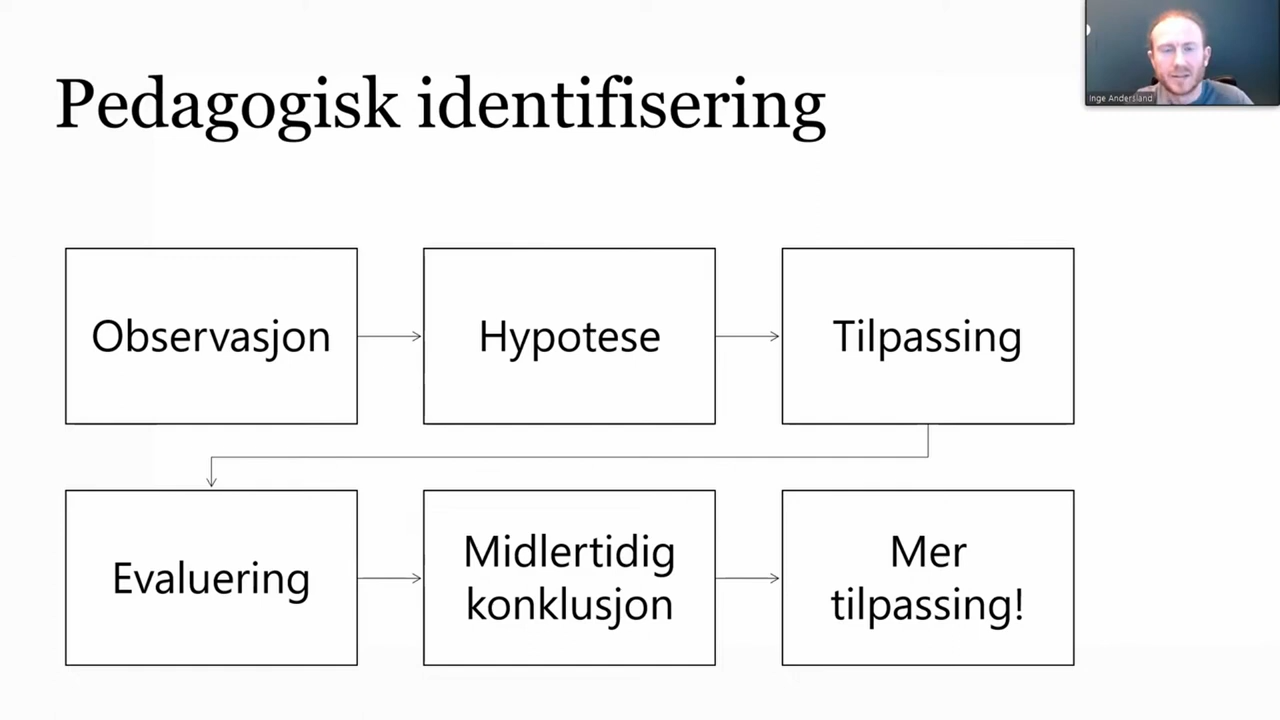 Pedagogisk identifisering
Inge Andersland
Observasjon
Hypotese
Tilpassing
Evaluering
Midlertidig
konklusjon
Mer
tilpassing!